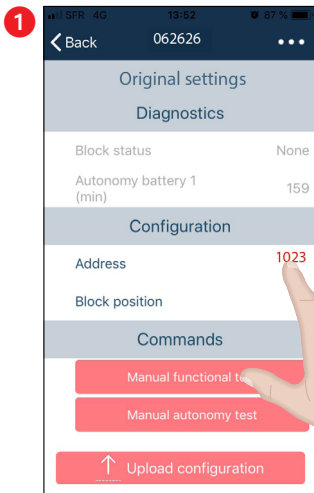 1
SFR 4G 13:52 87 %
Back 062626
Original settings
Diagnostics
Block status None
Autonomy battery 1 159
(min)
Configuration
Address 1023
Block position
Commands
Manual functional
Manual autonomy test
Upload configuration